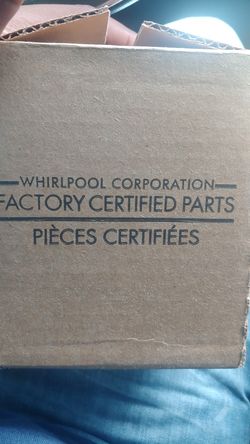 WHIRLPOOL CORPORATION
FACTORY CERTIFIED PARTS
PIÈCES CERTIFIÉES